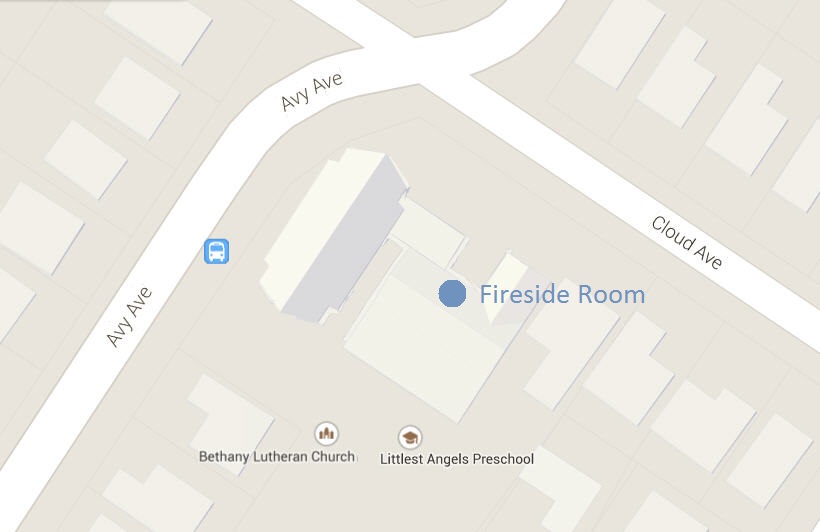 Avy Ave
Cloud Ave
Avy Ave
Fireside Room
Bethany Lutheran Church
Littlest Angels Preschool